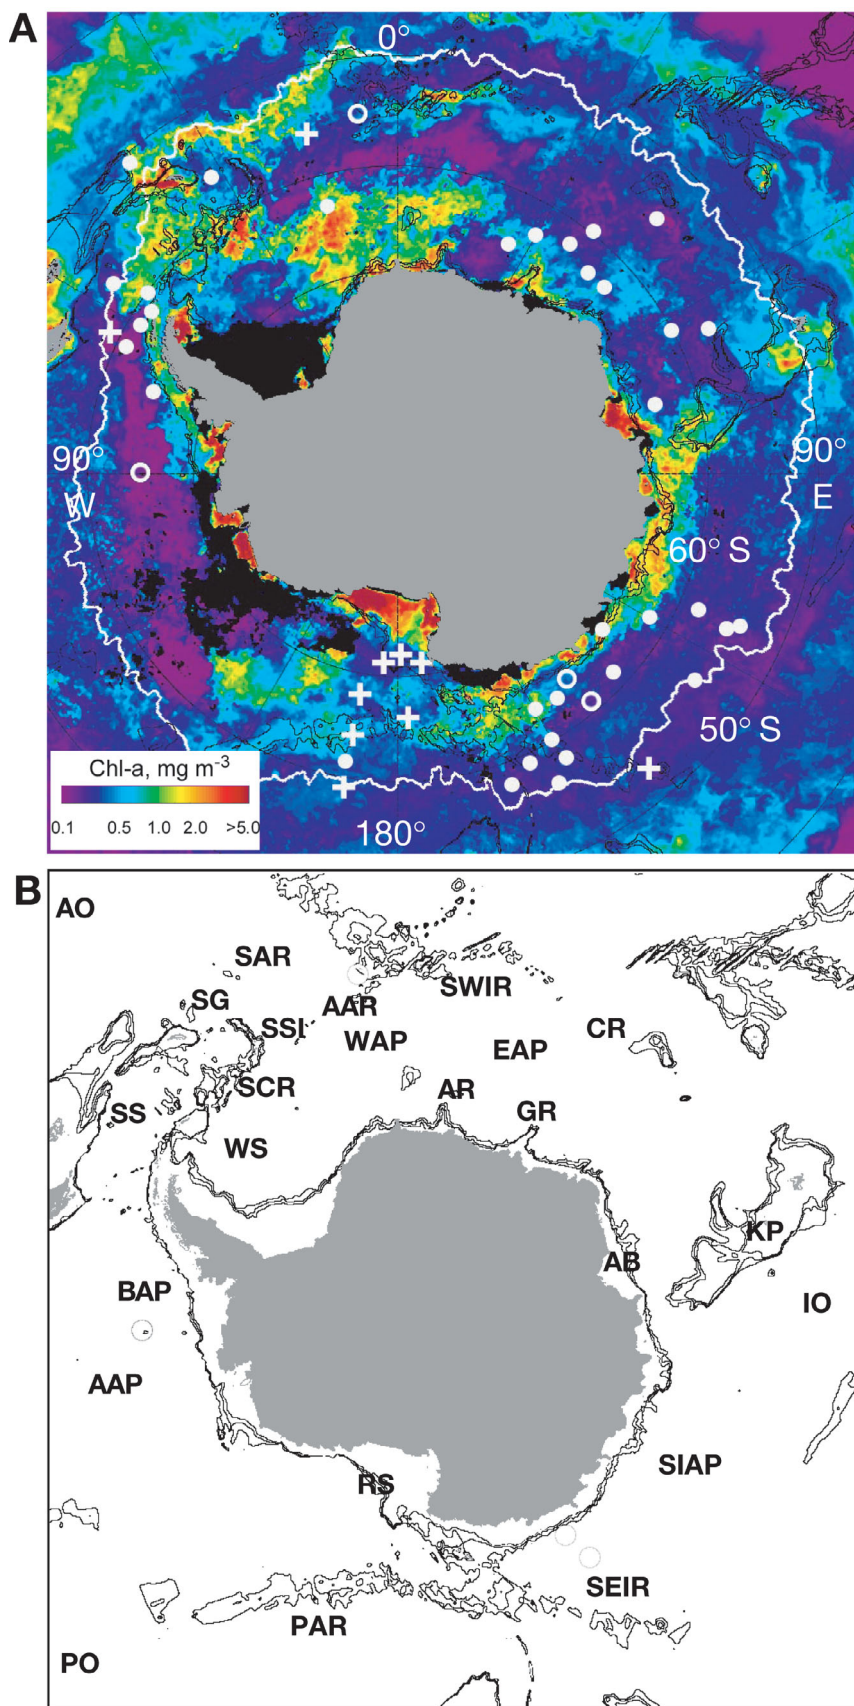 A
0°
90°
W
90°
E
60° S
50° S
Chl-a, mg m-3
0.1 0.5 1.0 2.0 >5.0
180°
B
AO
SAR
SG
SSI
AAR
WAP
SWIR
EAP
CR
SCR
AR
GR
SS
WS
AB
KP
BAP
IO
AAP
SIAP
RS
SEIR
PAR
PO